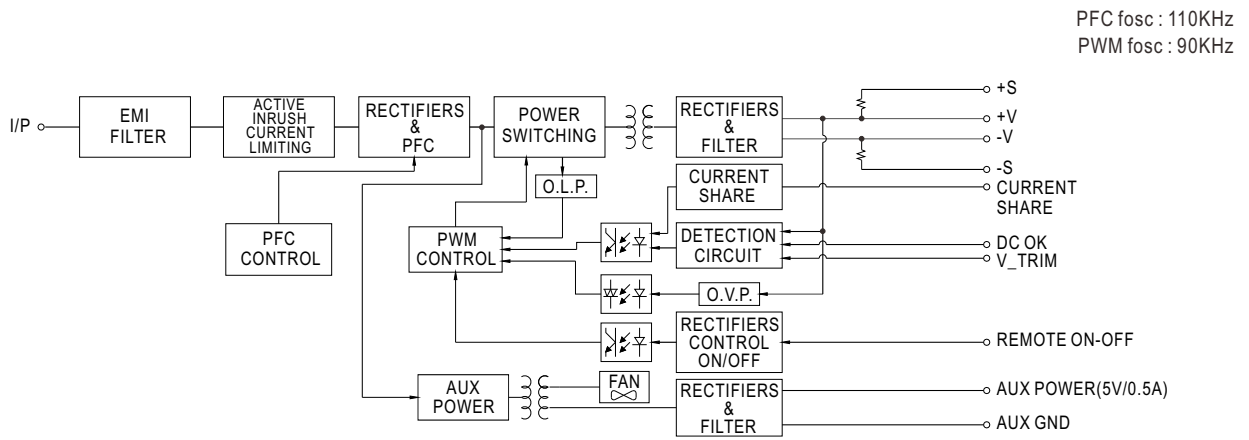 PFC fosc : 110KHz
PWM fosc : 90KHz
I/P
EMI
FILTER
ACTIVE
INRUSH
CURRENT
LIMITING
RECTIFIERS
&
PFC
POWER
SWITCHING
RECTIFIERS
&
FILTER
+S
+V
-V
-S
O.L.P.
CURRENT
SHARE
CURRENT
SHARE
PFC
CONTROL
PWM
CONTROL
DETECTION
CIRCUIT
DC OK
V_TRIM
O.V.P.
RECTIFIERS
CONTROL
ON/OFF
REMOTE ON-OFF
AUX
POWER
FAN
RECTIFIERS
&
FILTER
AUX POWER(5V/0.5A)
AUX GND